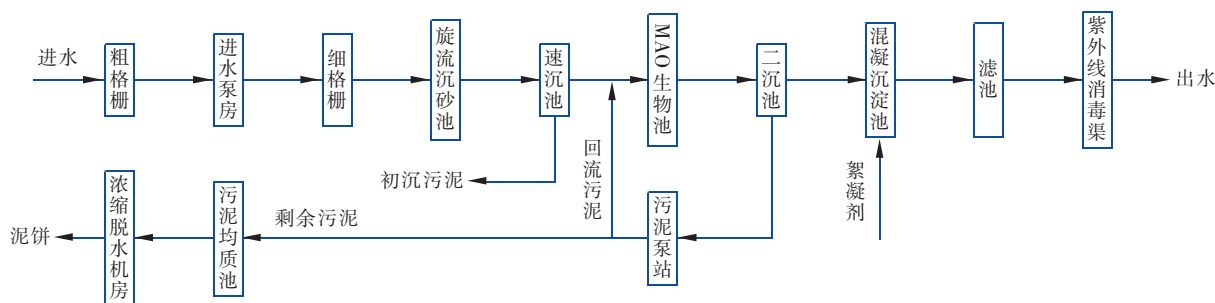 进水
粗格栅
进水泵房
细格栅
旋流沉砂池
速沉池
MAO生物池
二沉池
混凝沉淀池
滤池
紫外线消毒渠
出水
初沉污泥
回流污泥
絮凝剂
泥饼
浓缩脱水机房
污泥均质池
剩余污泥
污泥泵站